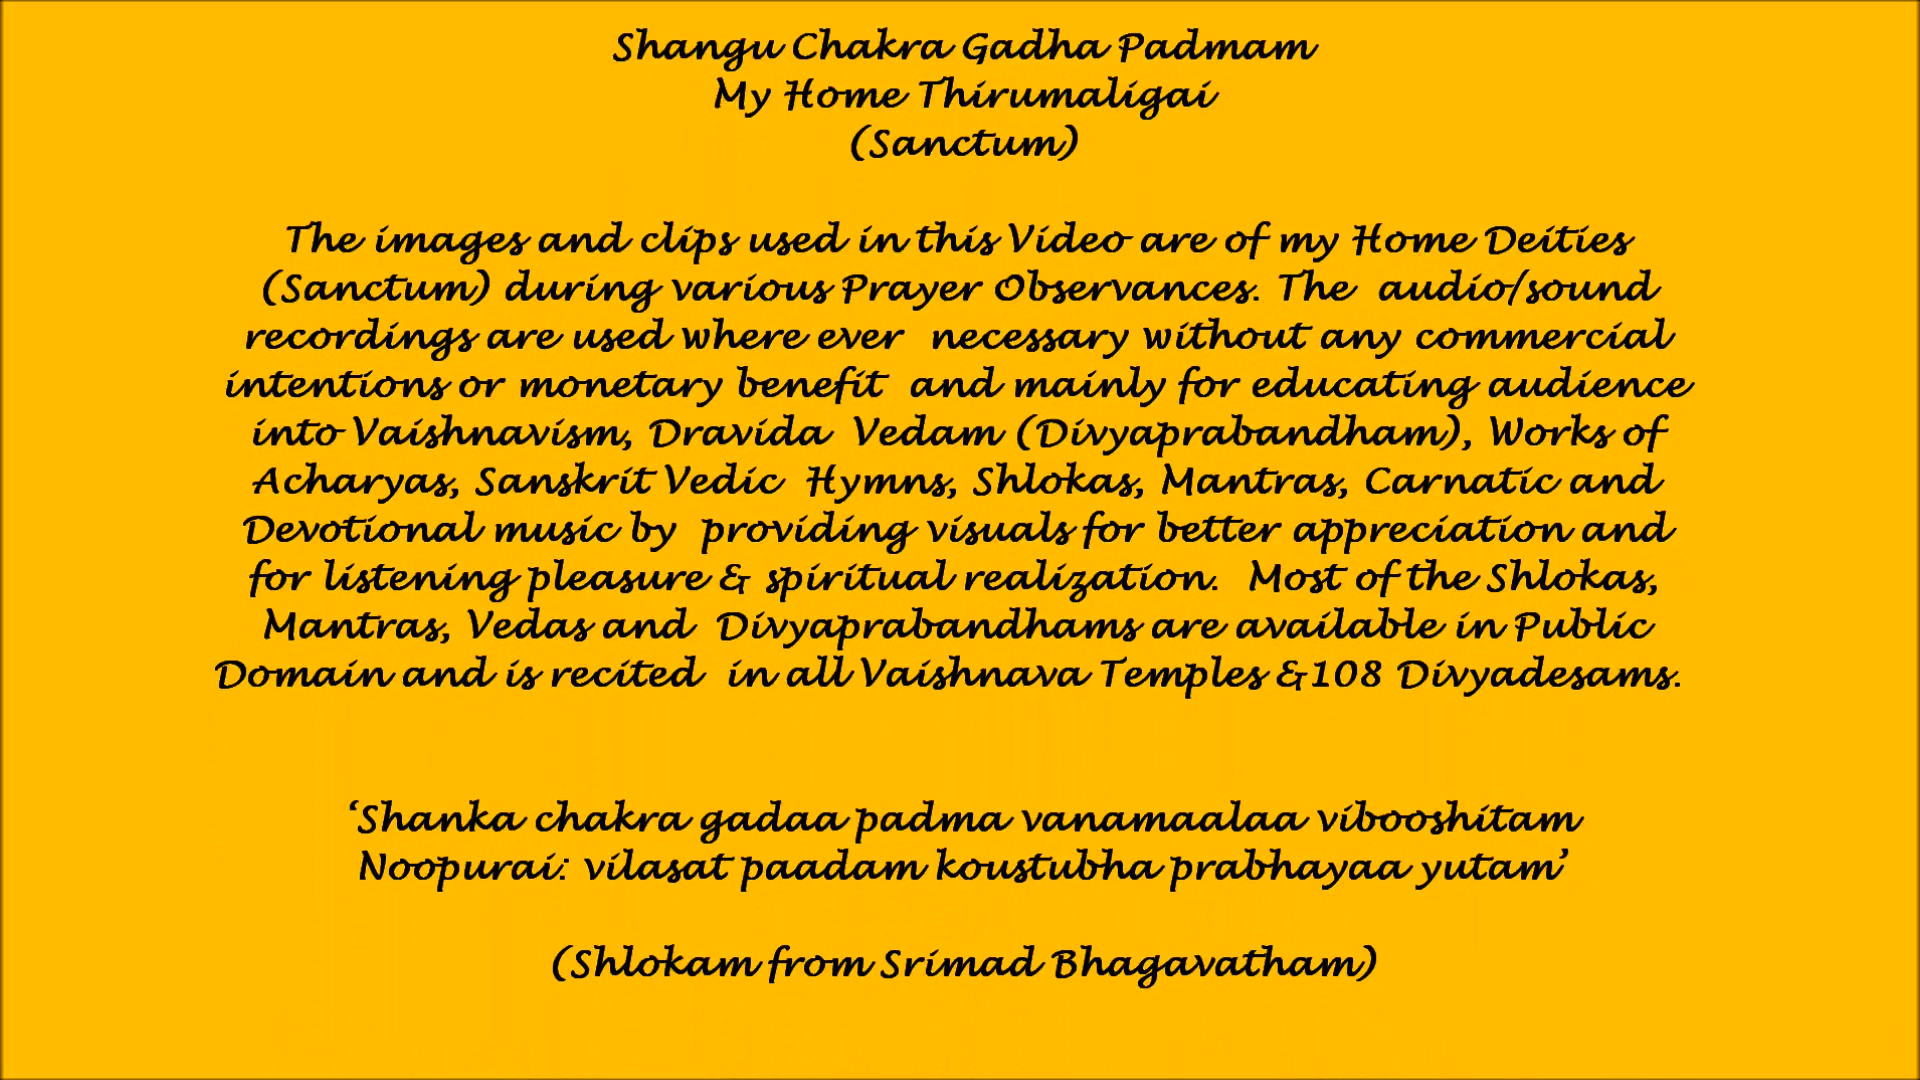 Shangu Chakra Gadha Padmam
My Home Thirumaligai
(Sanctum)
The images and clips used in this Video are of my Home Deities
(Sanctum) during various Prayer Observances. The audio/sound
recordings are used where ever necessary without any commercial
intentions or monetary benefit and mainly for educating audience
into Vaishnavism, Dravida Vedam (Divyaprabandham), Works of
Acharyas, Sanskrit Vedic Hymns, Shlokas, Mantras, Carnatic and
Devotional music by providing visuals for better appreciation and
for listening pleasure & spiritual realization. Most of the Shlokas,
Mantras, Vedas and Divyaprabandhams are available in Public
Domain and is recited in all Vaishnava Temples &108 Divyadesams.
‘Shanka chakra gadaa padma vanamaalaa vibooshitam
Noopurai: vilasat paadam koustubha prabhayaa yutam’
(Shlokam from Srimad Bhagavatham)